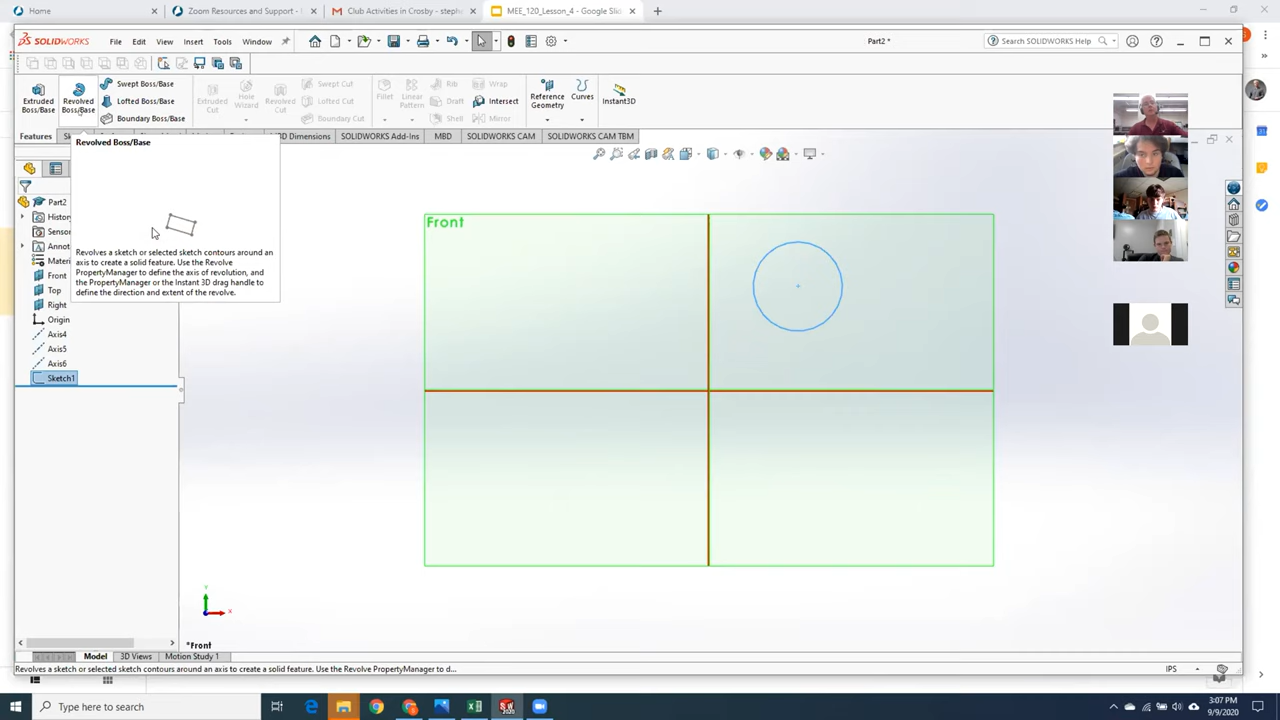 Home
Zoom Resources and Support -
Club Activities in Crosby - steph
MEE_120_Lesson_4 - Google Slid
SOLIDWORKS
File
Edit
View
Insert
Tools
Window
Part2 *
Search SOLIDWORKS Help
Extruded
Boss/Base
Revolved
Boss/Base
Swept Boss/Base
Lofted Boss/Base
Boundary Boss/Base
Extruded
Cut
Hole
Wizard
Revolved
Cut
Swept Cut
Lofted Cut
Boundary Cut
Fillet
Linear
Pattern
Rib
Draft
Shell
Wrap
Intersect
Mirror
Reference
Geometry
Curves
Instant3D
Features
MBD Dimensions
SOLIDWORKS Add-Ins
MBD
SOLIDWORKS CAM
SOLIDWORKS CAM TBM
Revolved Boss/Base
Revolves a sketch or selected sketch contours around an
axis to create a solid feature. Use the Revolve
PropertyManager to define the axis of revolution, and
the PropertyManager or the Instant 3D drag handle to
define the direction and extent of the revolve.
Part2
History
Sensor
Annot
Materi
Front
Top
Right
Origin
Axis4
Axis5
Axis6
Sketch1
Front
Y
X
*Front
Model
3D Views
Motion Study 1
Revolves a sketch or selected sketch contours around an axis to create a solid feature. Use the Revolve PropertyManager to d...
IPS
Type here to search
3:07 PM
9/9/2020